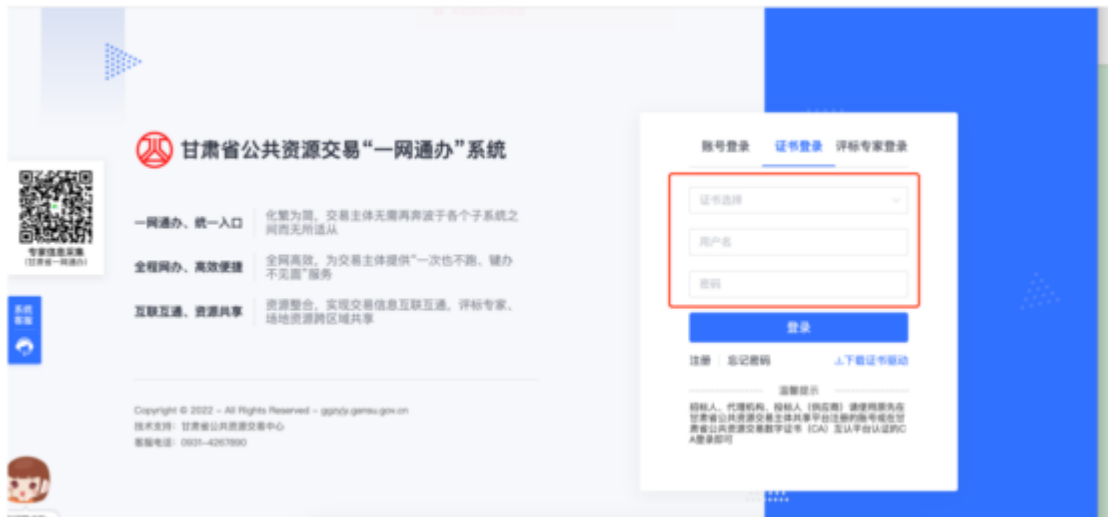 甘肃省公共资源交易“一网通办”系统
专家信息采集
(甘肃省一网通办)
一网通办、统一入口
化繁为简，交易主体无需再奔波于各个子系统之
间而无所适从
全程网办、高效便捷
全网高效，为交易主体提供“一次也不跑、键办
不见面”服务
互联互通、资源共享
资源整合，实现交易信息互联互通，评标专家、
场地资源跨区域共享
系统
客服
Copyright © 2022 - All Rights Reserved - ggzyjy.gansu.gov.cn
技术支持：甘肃省公共资源交易中心
客服电话：0931-4267890
账号登录 证书登录 评标专家登录
证书选择
用户名
密码
登录
注册 忘记密码 下载证书驱动
温馨提示
招标人、代理机构、投标人（供应商）请使用原先在
甘肃省公共资源交易主体共享平台注册的账号或在甘
肃省公共资源交易数字证书（CA）互认平台认证的C
A登录即可